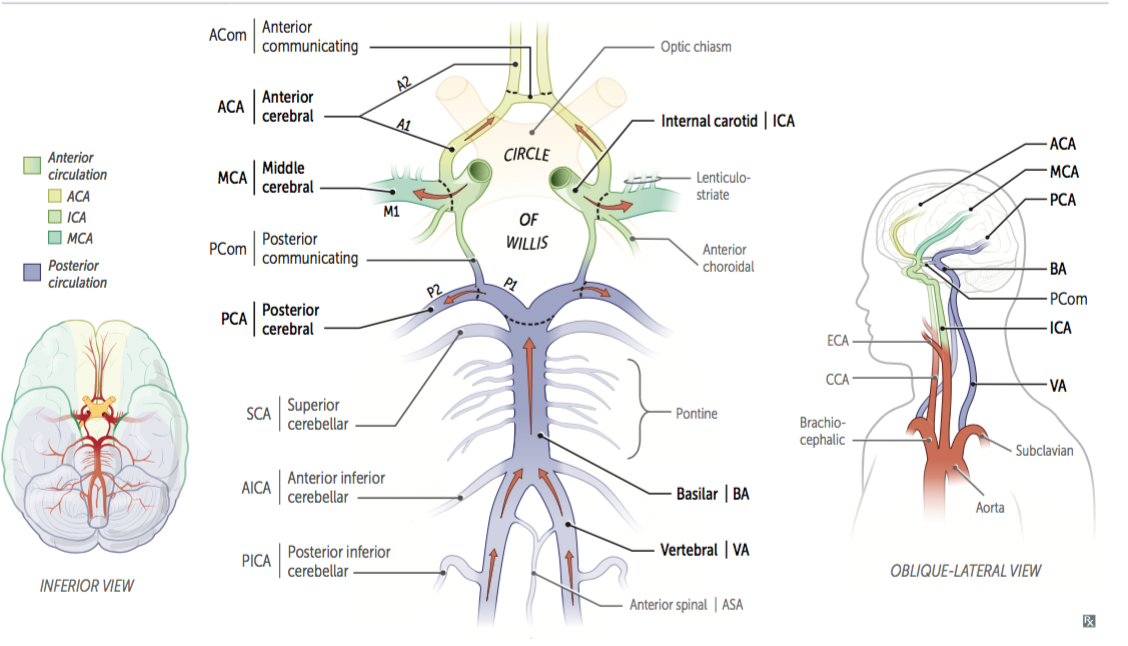 ACom | Anterior
communicating
Optic chiasm
A2
ACA | Anterior
cerebral
A1
Internal carotid | ICA
CIRCLE
OF
WILLIS
MCA | Middle
cerebral
M1
Lenticulo-
striate
PCom | Posterior
communicating
Anterior
choroidal
P2
P1
PCA | Posterior
cerebral
SCA | Superior
cerebellar
Pontine
AICA | Anterior inferior
cerebellar
Basilar | BA
Vertebral | VA
PICA | Posterior inferior
cerebellar
Anterior spinal | ASA
Anterior
circulation
ACA
ICA
MCA
Posterior
circulation
INFERIOR VIEW
ACA
MCA
PCA
BA
PCom
ICA
ECA
CCA
VA
Brachio-
cephalic
Subclavian
Aorta
OBLIQUE-LATERAL VIEW
Rx